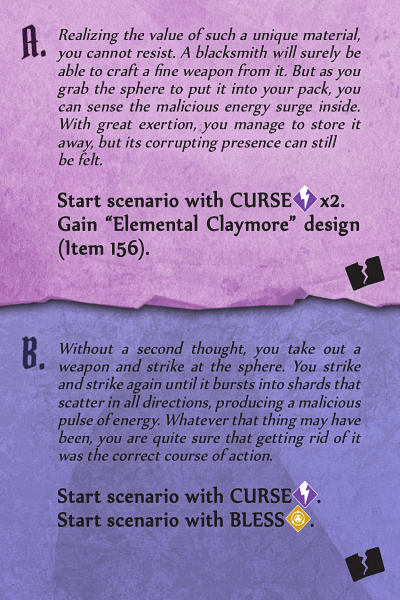 A.
Realizing the value of such a unique material,
you cannot resist. A blacksmith will surely be
able to craft a fine weapon from it. But as you
grab the sphere to put it into your pack, you
can sense the malicious energy surge inside.
With great exertion, you manage to store it
away, but its corrupting presence can still
be felt.
Start scenario with CURSE x2.
Gain “Elemental Claymore” design
(Item 156).
B.
Without a second thought, you take out a
weapon and strike at the sphere. You strike
and strike again until it bursts into shards that
scatter in all directions, producing a malicious
pulse of energy. Whatever that thing may have
been, you are quite sure that getting rid of it
was the correct course of action.
Start scenario with CURSE.
Start scenario with BLESS.